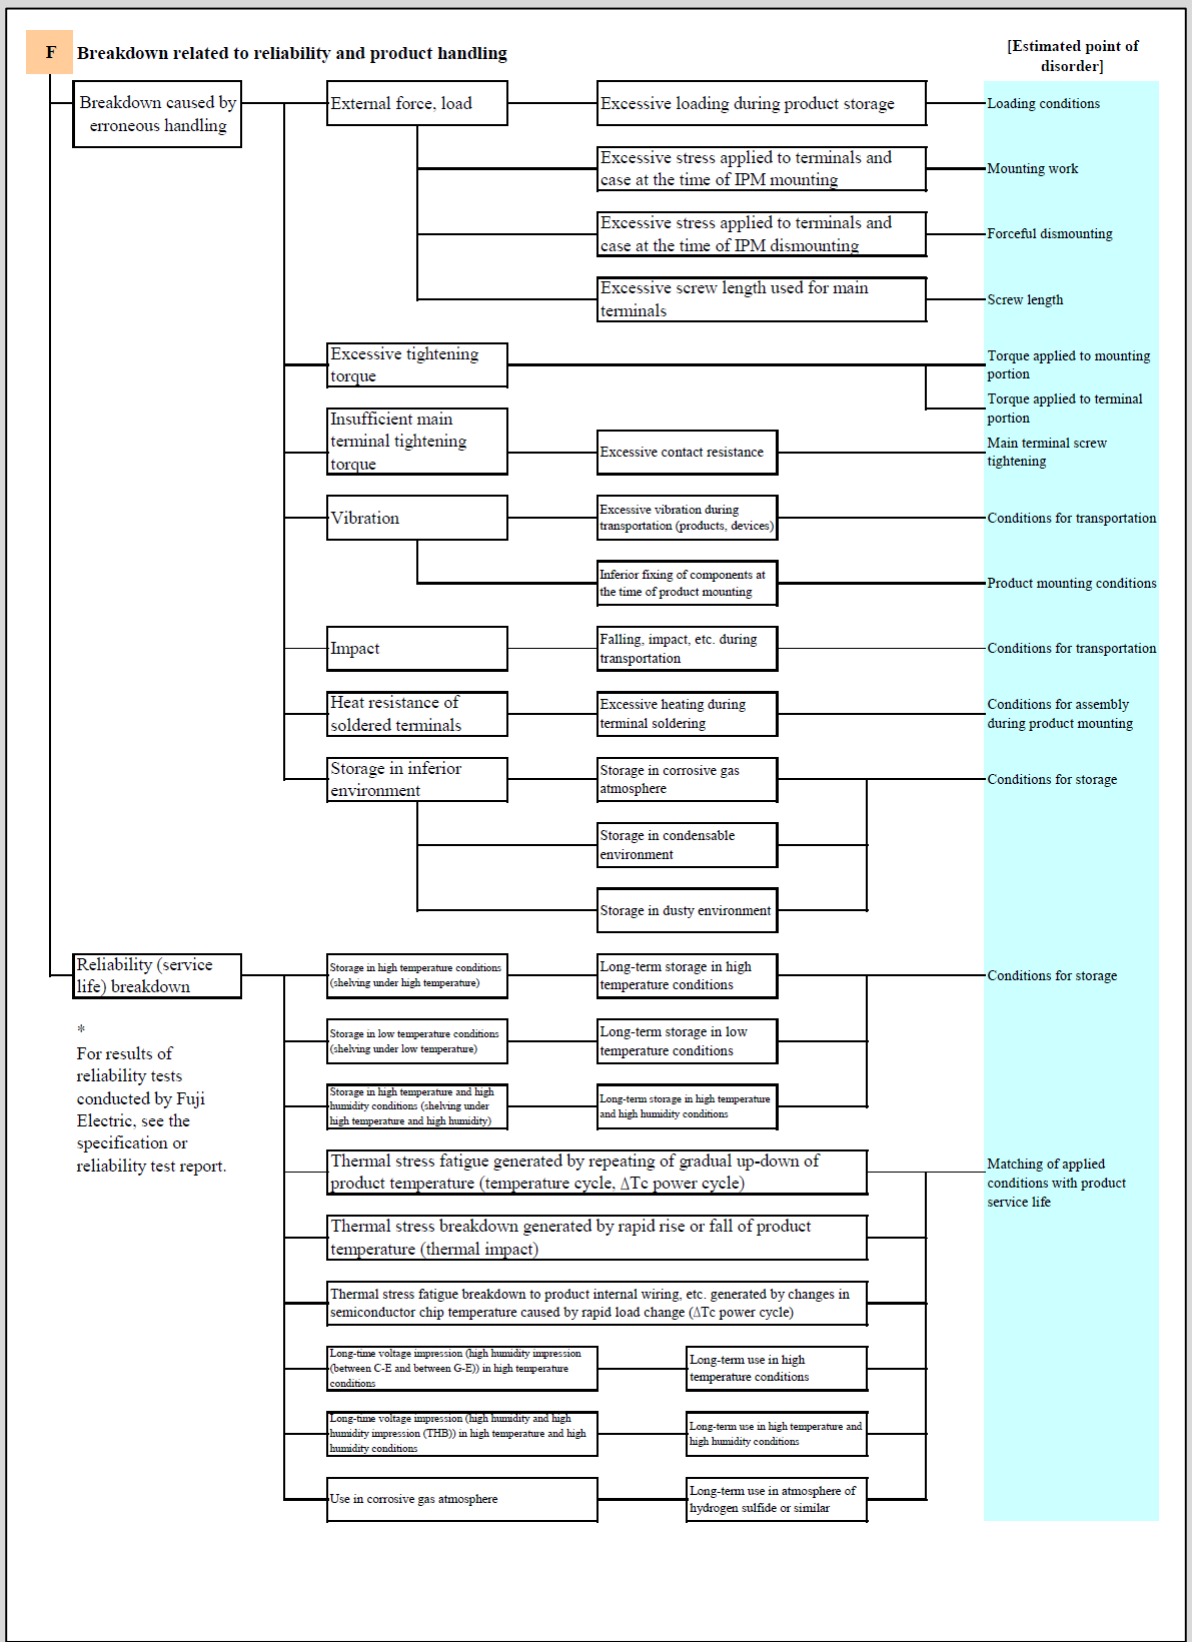 F
Breakdown related to reliability and product handling
[Estimated point of
disorder]
Breakdown caused by
erroneous handling
External force, load
Excessive loading during product storage
Loading conditions
Excessive stress applied to terminals and
case at the time of IPM mounting
Mounting work
Excessive stress applied to terminals and
case at the time of IPM dismounting
Forceful dismounting
Excessive screw length used for main
terminals
Screw length
Excessive tightening
torque
Torque applied to mounting
portion
Torque applied to terminal
portion
Insufficient main
terminal tightening
torque
Excessive contact resistance
Main terminal screw
tightening
Vibration
Excessive vibration during
transportation (products, devices)
Conditions for transportation
Inferior fixing of components at
the time of product mounting
Product mounting conditions
Impact
Falling, impact, etc. during
transportation
Conditions for transportation
Heat resistance of
soldered terminals
Excessive heating during
terminal soldering
Conditions for assembly
during product mounting
Storage in inferior
environment
Storage in corrosive gas
atmosphere
Conditions for storage
Storage in condensable
environment
Storage in dusty environment
Reliability (service
life) breakdown
Storage in high temperature conditions
(shelving under high temperature)
Long-term storage in high
temperature conditions
Conditions for storage
*
For results of
reliability tests
conducted by Fuji
Electric, see the
specification or
reliability test report.
Storage in low temperature conditions
(shelving under low temperature)
Long-term storage in low
temperature conditions
Storage in high temperature and high
humidity conditions (shelving under
high temperature and high humidity)
Long-term storage in high temperature
and high humidity conditions
Thermal stress fatigue generated by repeating of gradual up-down of
product temperature (temperature cycle, ΔTc power cycle)
Matching of applied
conditions with product
service life
Thermal stress breakdown generated by rapid rise or fall of product
temperature (thermal impact)
Thermal stress fatigue breakdown to product internal wiring, etc. generated by changes in
semiconductor chip temperature caused by rapid load change (ΔTc power cycle)
Long-time voltage impression (high humidity impression
(between C-E and between G-E)) in high temperature
conditions
Long-term use in high
temperature conditions
Long-time voltage impression (high humidity and high
humidity impression (THB)) in high temperature and high
humidity conditions
Long-term use in high temperature and
high humidity conditions
Use in corrosive gas atmosphere
Long-term use in atmosphere of
hydrogen sulfide or similar